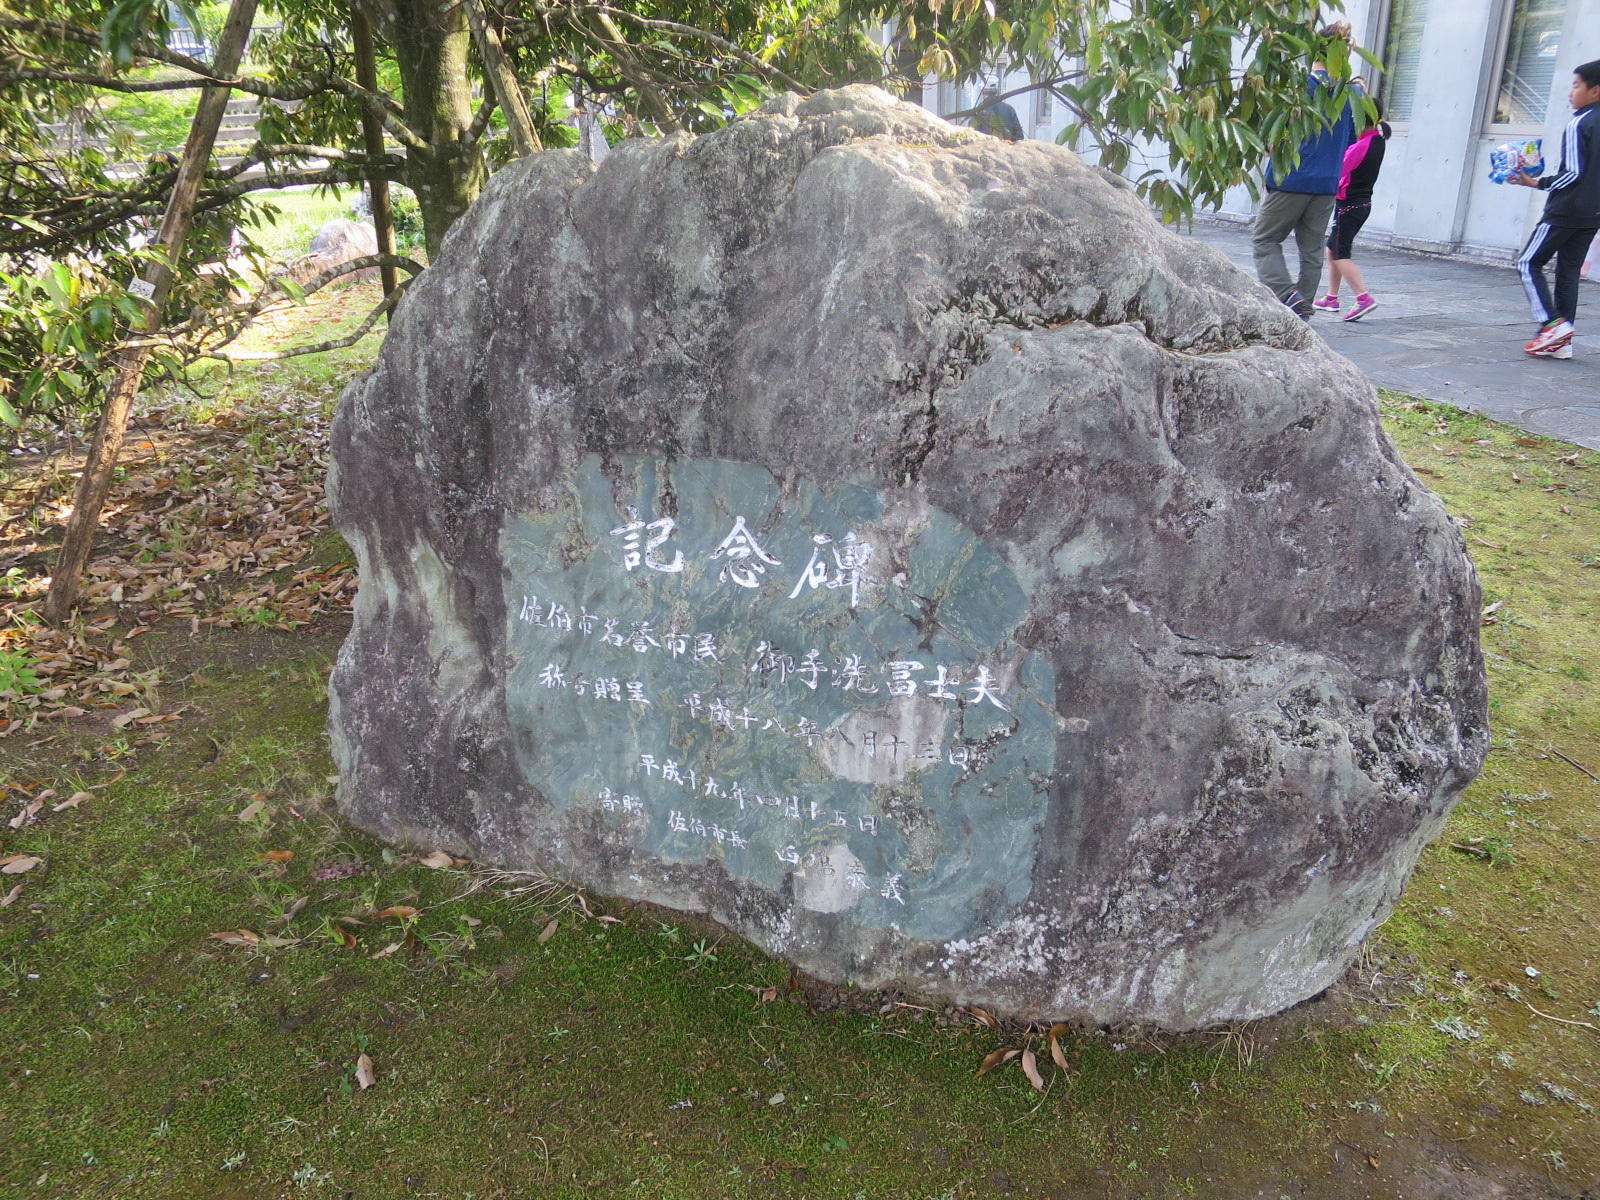 記念碑
佐伯市名誉市民 御手洗冨士夫
称号贈呈 平成十八年八月十三日
平成十九年四月十五日
寄贈 佐伯市長 西嶋泰義